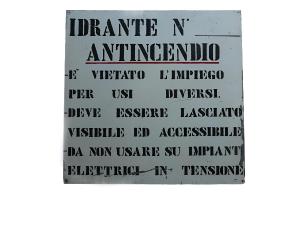 IDRANTE N°
ANTINCENDIO
-E' VIETATO L'IMPIEGO
PER USI DIVERSI.
-DEVE ESSERE LASCIATO
VISIBILE ED ACCESSIBILE
-DA NON USARE SU IMPIANTI
ELETTRICI IN TENSIONE